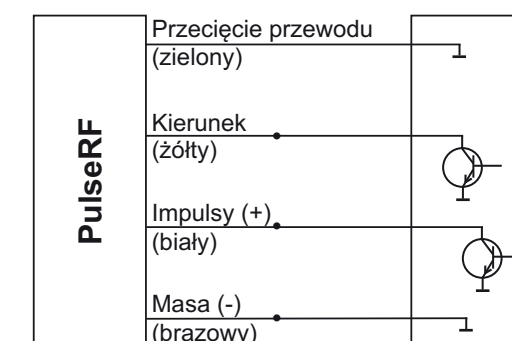 Przecięcie przewodu
(zielony)
PulseRF
Kierunek
(żółty)
Impulsy (+)
(biały)
Masa (-)
(brązowy)